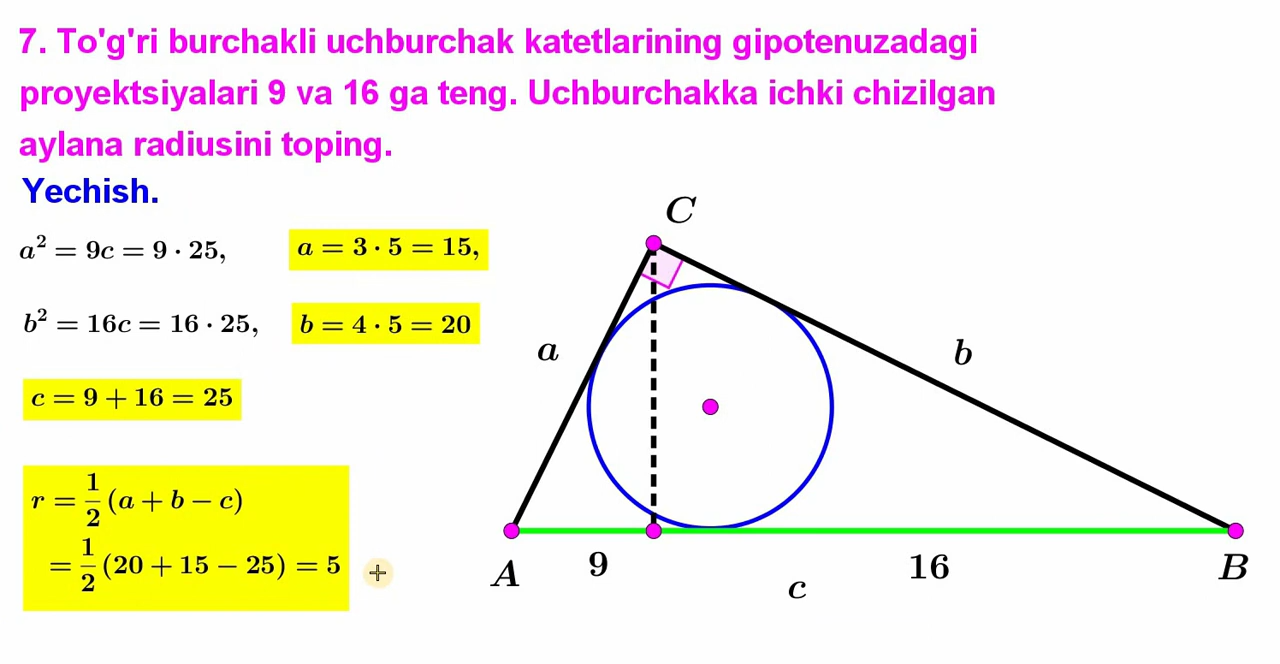 7. To'g'ri burchakli uchburchak katetlarining gipotenuzadagi
proyektsiyalari 9 va 16 ga teng. Uchburchakka ichki chizilgan
aylana radiusini toping.
Yechish.
a² = 9c = 9 · 25, a = 3 · 5 = 15,
b² = 16c = 16 · 25, b = 4 · 5 = 20
c = 9 + 16 = 25
r = 1/2 (a + b − c)
= 1/2 (20 + 15 − 25) = 5
C
a
b
A
9
c
16
B